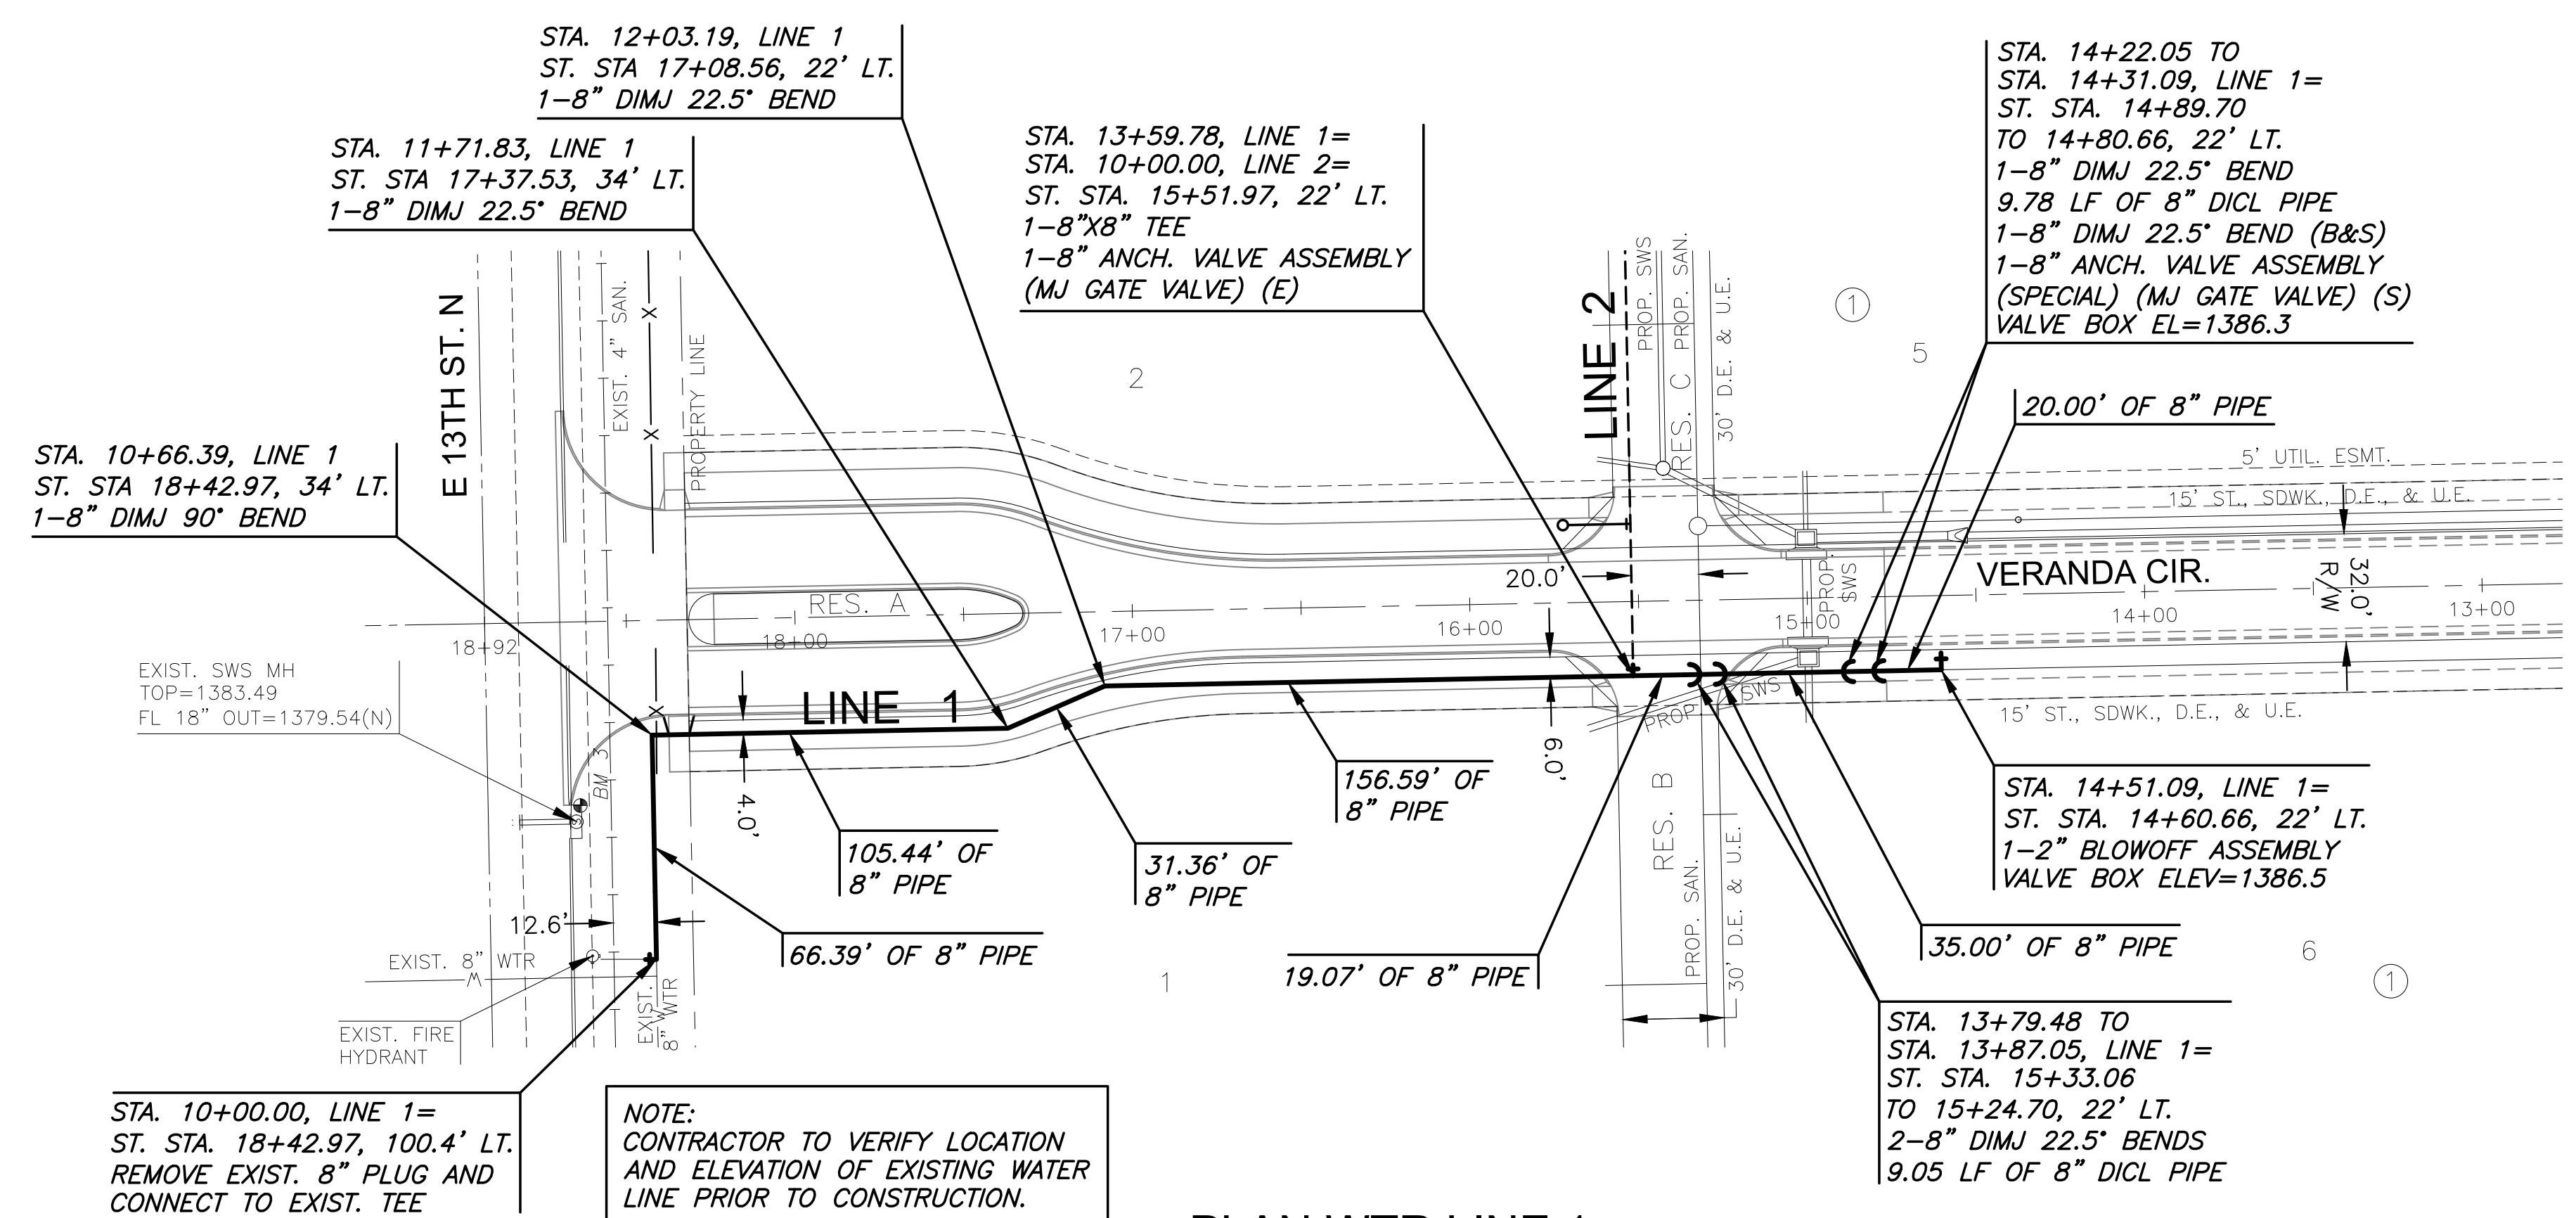 STA. 12+03.19, LINE 1
ST. STA 17+08.56, 22' LT.
1-8" DIMJ 22.5° BEND
STA. 11+71.83, LINE 1
ST. STA 17+37.53, 34' LT.
1-8" DIMJ 22.5° BEND
STA. 13+59.78, LINE 1=
STA. 10+00.00, LINE 2=
ST. STA. 15+51.97, 22' LT.
1-8"X8" TEE
1-8" ANCH. VALVE ASSEMBLY
(MJ GATE VALVE) (E)
STA. 14+22.05 TO
STA. 14+31.09, LINE 1=
ST. STA. 14+89.70
TO 14+80.66, 22' LT.
1-8" DIMJ 22.5° BEND
9.78 LF OF 8" DICL PIPE
1-8" DIMJ 22.5° BEND (B&S)
1-8" ANCH. VALVE ASSEMBLY
(SPECIAL) (MJ GATE VALVE) (S)
VALVE BOX EL=1386.3
20.00' OF 8" PIPE
STA. 10+66.39, LINE 1
ST. STA 18+42.97, 34' LT.
1-8" DIMJ 90° BEND
E 13TH ST. N
EXIST. 4" SAN.
X
X
PROPERTY LINE
2
LINE 2
PROP. SWS
RES. C
PROP. SAN.
30' D.E. & U.E.
1
5
5' UTIL. ESMT.
15' ST., SDWK., D.E., & U.E.
VERANDA CIR.
32.0'
R/W
20.0'
PROP.
SWS
RES. A
18+92
18+00
17+00
16+00
15+00
14+00
13+00
EXIST. SWS MH
TOP=1383.49
FL 18" OUT=1379.54(N)
BM 3
S
X
LINE 1
4.0'
6.0'
PROP. SWS
15' ST., SDWK., D.E., & U.E.
105.44' OF
8" PIPE
31.36' OF
8" PIPE
156.59' OF
8" PIPE
RES. B
PROP. SAN.
30' D.E. & U.E.
STA. 14+51.09, LINE 1=
ST. STA. 14+60.66, 22' LT.
1-2" BLOWOFF ASSEMBLY
VALVE BOX ELEV=1386.5
12.6'
66.39' OF 8" PIPE
19.07' OF 8" PIPE
35.00' OF 8" PIPE
6
1
1
EXIST. 8" WTR
W
EXIST.
8" WTR
W
EXIST. FIRE
HYDRANT
STA. 13+79.48 TO
STA. 13+87.05, LINE 1=
ST. STA. 15+33.06
TO 15+24.70, 22' LT.
2-8" DIMJ 22.5° BENDS
9.05 LF OF 8" DICL PIPE
STA. 10+00.00, LINE 1=
ST. STA. 18+42.97, 100.4' LT.
REMOVE EXIST. 8" PLUG AND
CONNECT TO EXIST. TEE
NOTE:
CONTRACTOR TO VERIFY LOCATION
AND ELEVATION OF EXISTING WATER
LINE PRIOR TO CONSTRUCTION.
PLAN WTR LINE 1